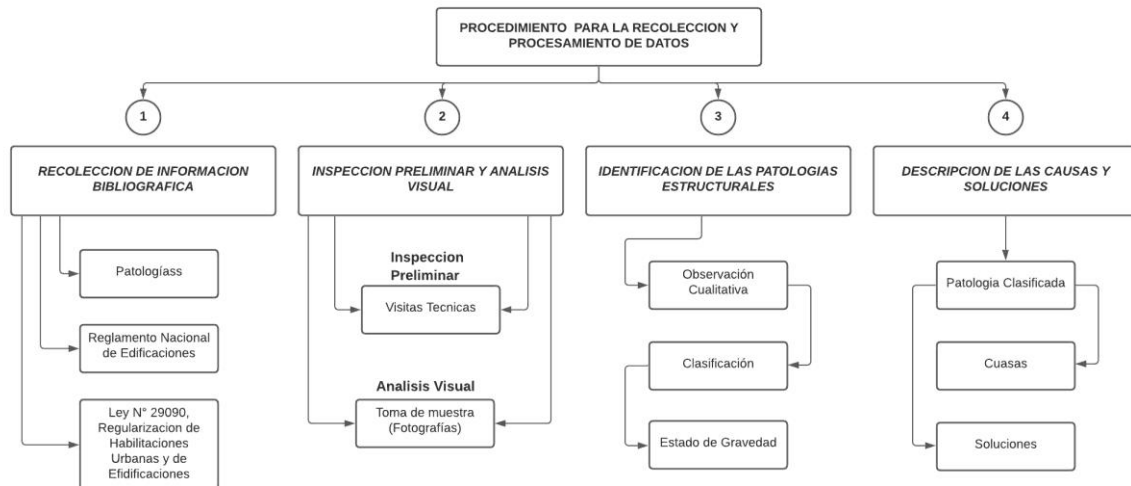 PROCEDIMIENTO PARA LA RECOLECCION Y
PROCESAMIENTO DE DATOS
1
2
3
4
RECOLECCION DE INFORMACION
BIBLIOGRAFICA
INSPECCION PRELIMINAR Y ANALISIS
VISUAL
IDENTIFICACION DE LAS PATOLOGIAS
ESTRUCTURALES
DESCRIPCION DE LAS CAUSAS Y
SOLUCIONES
Patologíass
Reglamento Nacional
de Edificaciones
Ley N° 29090,
Regularizacion de
Habilitaciones
Urbanas y de
Efidificaciones
Inspeccion
Preliminar
Visitas Tecnicas
Analisis Visual
Toma de muestra
(Fotografías)
Observación
Cualitativa
Clasificación
Estado de Gravedad
Patologia Clasificada
Cuasas
Soluciones